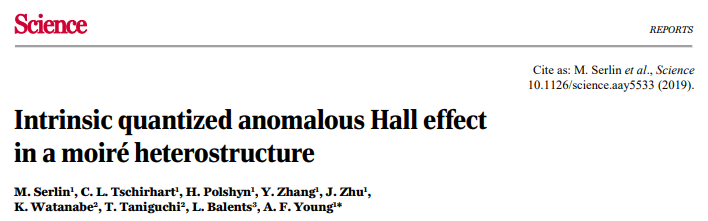 Science
REPORTS
Cite as: M. Serlin et al., Science
10.1126/science.aay5533 (2019).
Intrinsic quantized anomalous Hall effect
in a moiré heterostructure
M. Serlin¹, C. L. Tschirhart¹, H. Polshyn¹, Y. Zhang¹, J. Zhu¹,
K. Watanabe², T. Taniguchi², L. Balents³, A. F. Young¹*